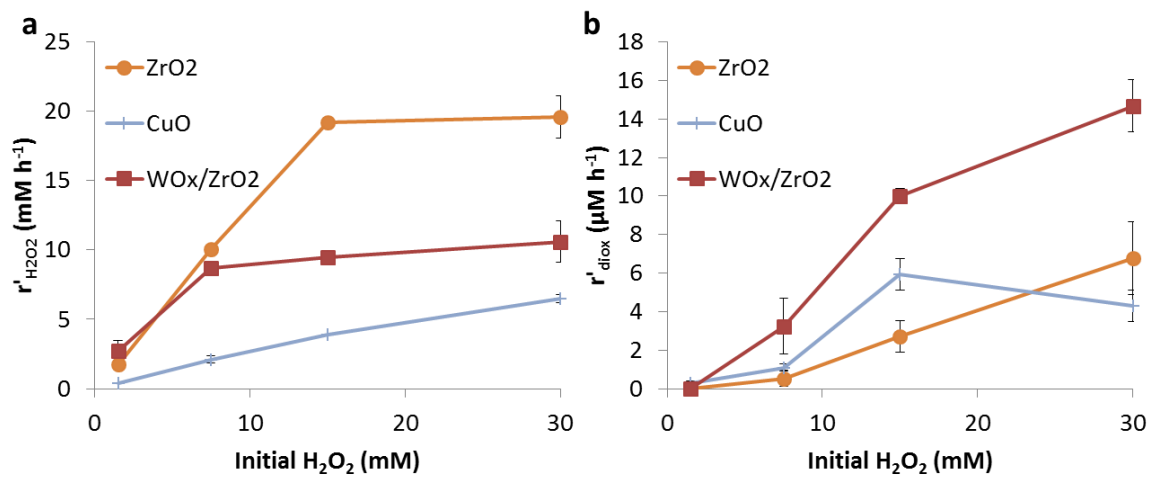 a
25
20
15
10
5
0
r'H2O2 (mM h-1)
ZrO2
CuO
WOx/ZrO2
0 10 20 30
Initial H2O2 (mM)
b
18
16
14
12
10
8
6
4
2
0
r'diox (µM h-1)
ZrO2
CuO
WOx/ZrO2
0 10 20 30
Initial H2O2 (mM)